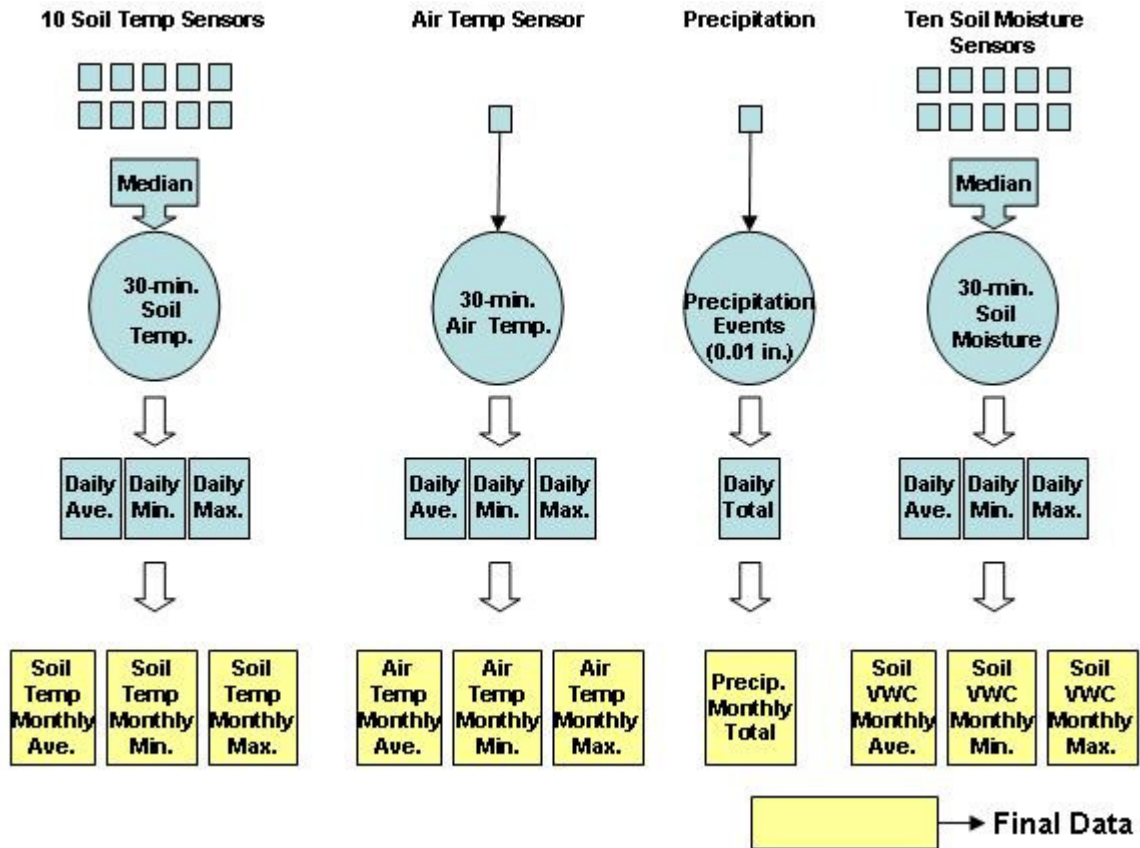 10 Soil Temp Sensors
Air Temp Sensor
Precipitation
Ten Soil Moisture
Sensors
Median
Median
30-min.
Soil
Temp.
30-min.
Air Temp.
Precipitation
Events
(0.01 in.)
30-min.
Soil
Moisture
Daily
Ave.
Daily
Min.
Daily
Max.
Daily
Ave.
Daily
Min.
Daily
Max.
Daily
Total
Daily
Ave.
Daily
Min.
Daily
Max.
Soil
Temp
Monthly
Ave.
Soil
Temp
Monthly
Min.
Soil
Temp
Monthly
Max.
Air
Temp
Monthly
Ave.
Air
Temp
Monthly
Min.
Air
Temp
Monthly
Max.
Precip.
Monthly
Total
Soil
VWC
Monthly
Ave.
Soil
VWC
Monthly
Min.
Soil
VWC
Monthly
Max.
Final Data